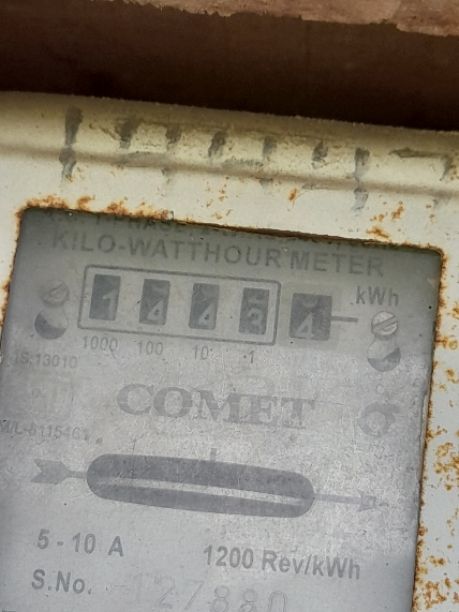 KILO-WATTHOUR METER
1 4 4 3 4 kWh
1000 100 10 1
IS:13010
COMET
5 - 10 A 1200 Rev/kWh
S.No. 127880